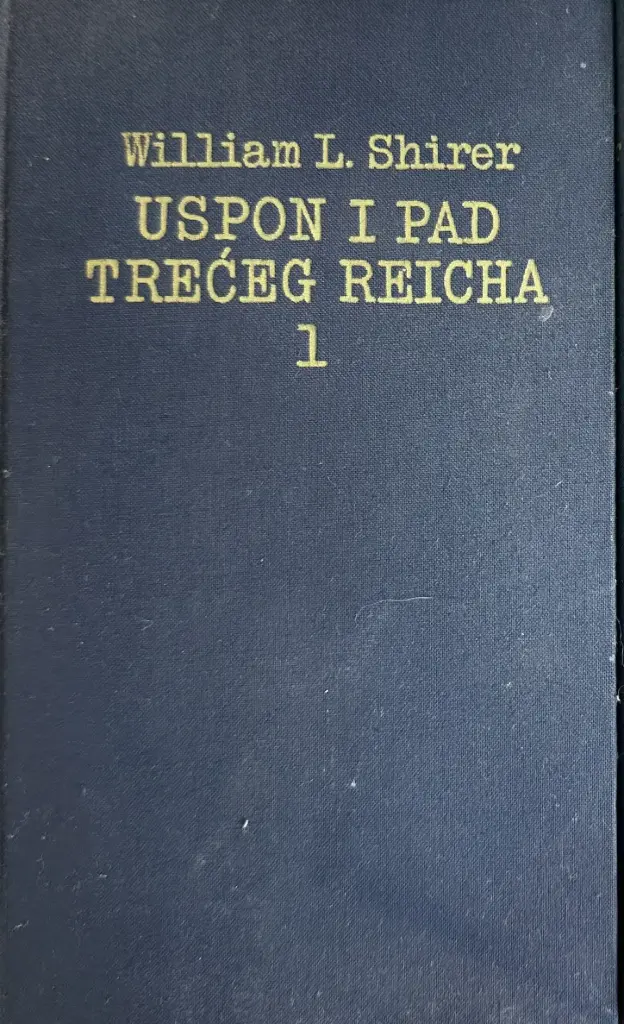 William L. Shirer
USPON I PAD
TREĆEG REICHA
1